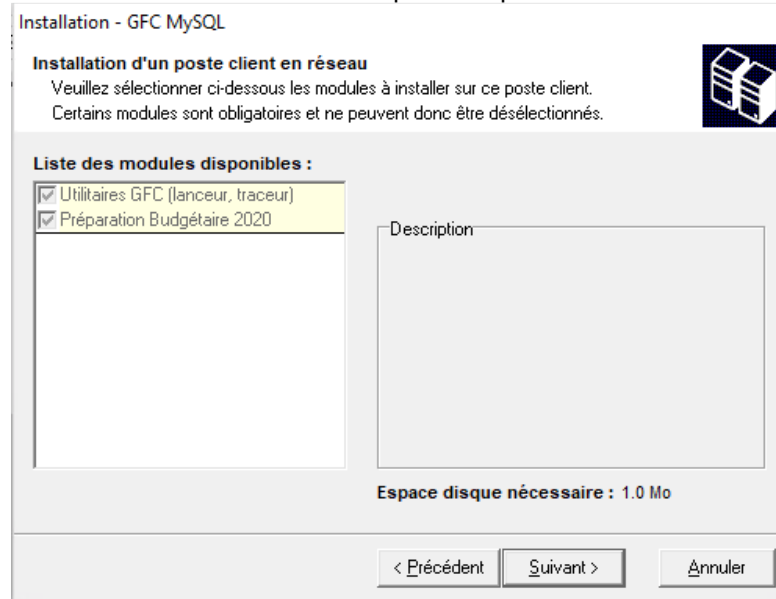 Installation - GFC MySQL
Installation d'un poste client en réseau
Veuillez sélectionner ci-dessous les modules à installer sur ce poste client.
Certains modules sont obligatoires et ne peuvent donc être désélectionnés.
Liste des modules disponibles :
Utilitaires GFC (lanceur, traceur)
Préparation Budgétaire 2020
Description
Espace disque nécessaire : 1.0 Mo
< Précédent
Suivant >
Annuler